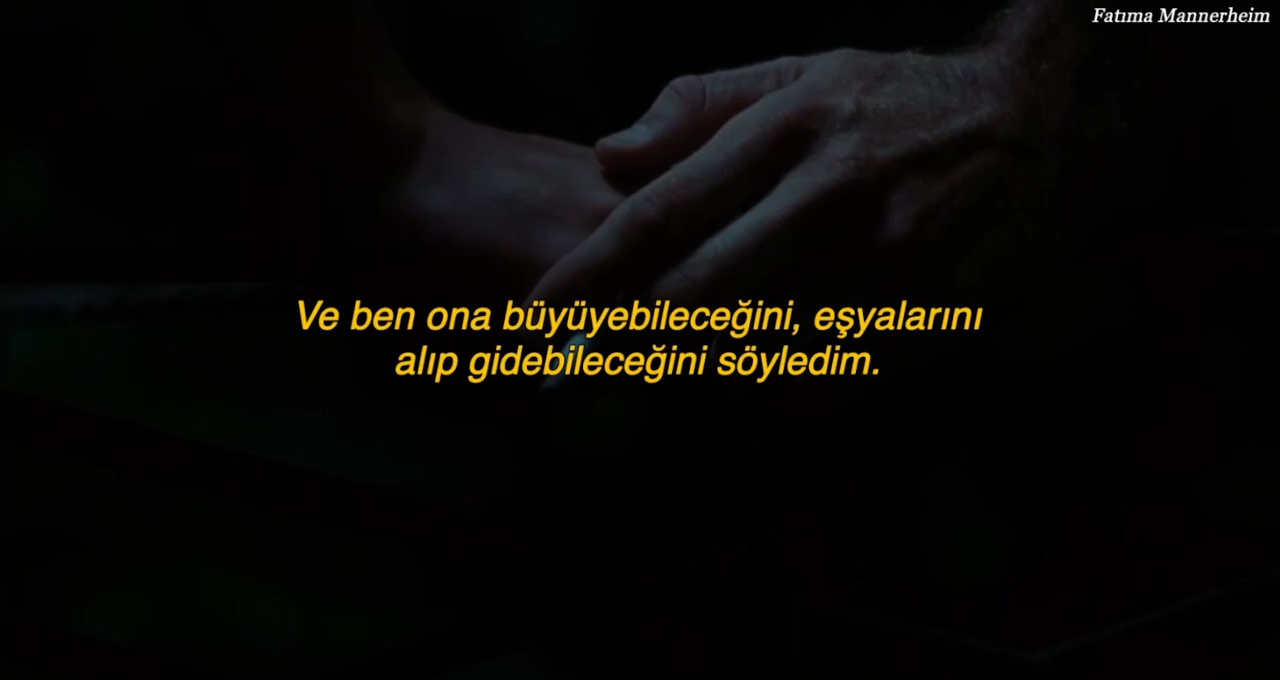 Fatıma Mannerheim
Ve ben ona büyüyebileceğini, eşyalarını
alıp gidebileceğini söyledim.